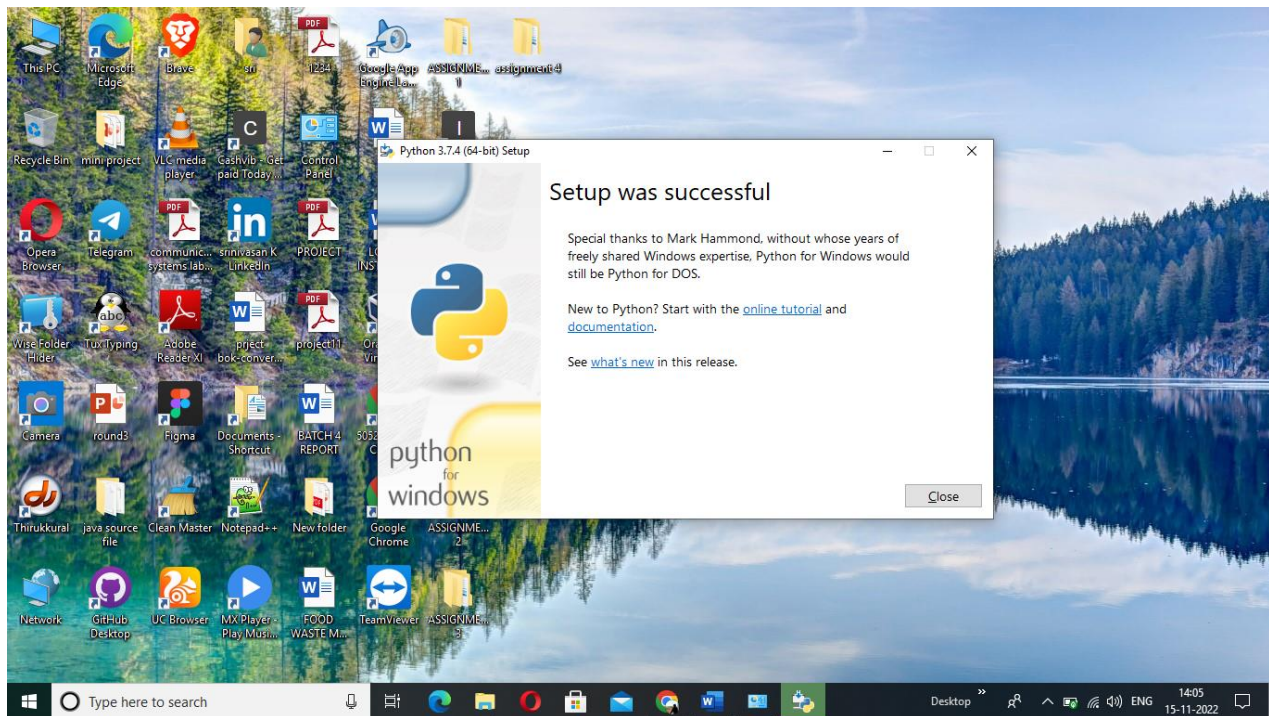 This PC
Microsoft
Edge
Brave
sri
PDF
1234
Google App
Engine La...
ASSIGNME...
1
assignment 4
Recycle Bin
mini project
VLC media
player
C
Cashvib - Get
paid Today...
Control
Panel
W
I
Opera
Browser
Telegram
PDF
communic...
systems lab...
in
srinivasan K
LinkedIn
PDF
PROJECT
Wise Folder
Hider
abc
Tux Typing
Adobe
Reader XI
W
prject
bok-conver...
PDF
project11
Camera
P
round3
Figma
Documents -
Shortcut
W
BATCH 4
REPORT
Thirukkural
java source
file
Clean Master
Notepad++
New folder
Google
Chrome
ASSIGNME...
2
Network
GitHub
Desktop
UC Browser
MX Player -
Play Musi...
W
FOOD
WASTE M...
TeamViewer
ASSIGNME...
3
Python 3.7.4 (64-bit) Setup
Setup was successful
Special thanks to Mark Hammond, without whose years of
freely shared Windows expertise, Python for Windows would
still be Python for DOS.
New to Python? Start with the online tutorial and
documentation.
See what's new in this release.
python
for
windows
Close
Type here to search
W
Desktop
»
ENG
14:05
15-11-2022